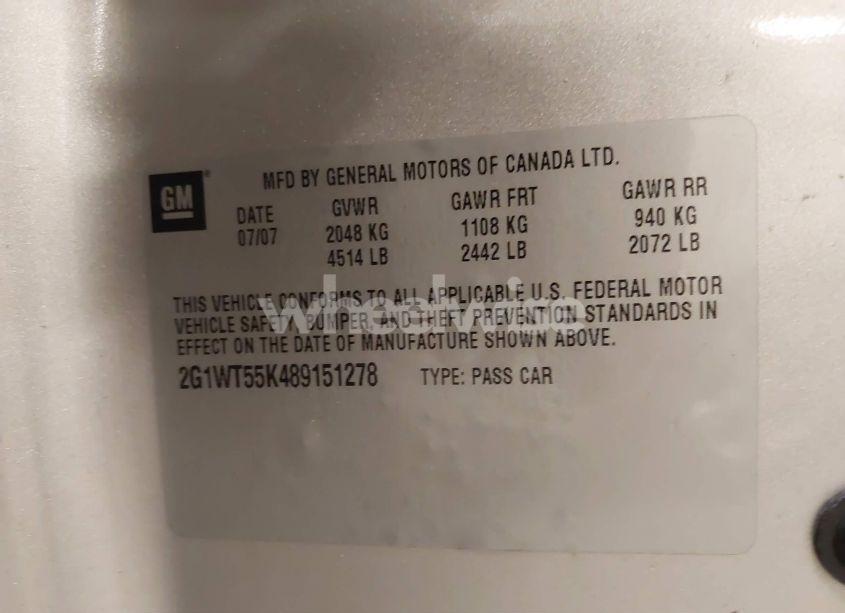 GM
MFD BY GENERAL MOTORS OF CANADA LTD.
DATE GVWR GAWR FRT GAWR RR
07/07 2048 KG 1108 KG 940 KG
4514 LB 2442 LB 2072 LB
THIS VEHICLE CONFORMS TO ALL APPLICABLE U.S. FEDERAL MOTOR
VEHICLE SAFETY, BUMPER, AND THEFT PREVENTION STANDARDS IN
EFFECT ON THE DATE OF MANUFACTURE SHOWN ABOVE.
2G1WT55K489151278 TYPE: PASS CAR